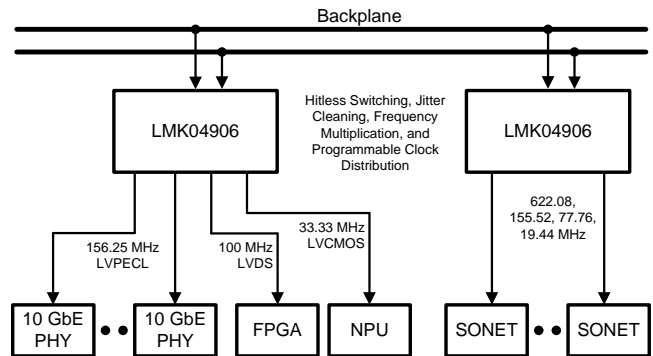 Backplane
LMK04906
Hitless Switching, Jitter
Cleaning, Frequency
Multiplication, and
Programmable Clock
Distribution
LMK04906
156.25 MHz
LVPECL
100 MHz
LVDS
33.33 MHz
LVCMOS
622.08,
155.52, 77.76,
19.44 MHz
10 GbE
PHY
10 GbE
PHY
FPGA
NPU
SONET
SONET